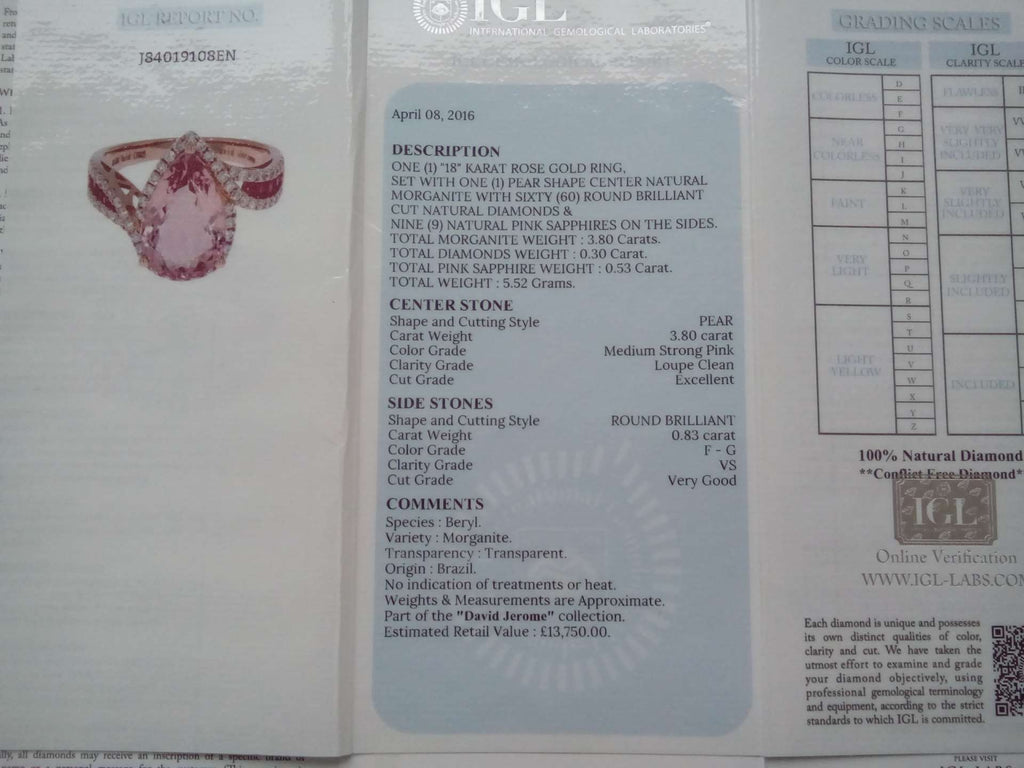 IGL REPORT NO.
J84019108EN
IGL
INTERNATIONAL GEMOLOGICAL LABORATORIES
April 08, 2016
DESCRIPTION
ONE (1) "18" KARAT ROSE GOLD RING,
SET WITH ONE (1) PEAR SHAPE CENTER NATURAL
MORGANITE WITH SIXTY (60) ROUND BRILLIANT
CUT NATURAL DIAMONDS &
NINE (9) NATURAL PINK SAPPHIRES ON THE SIDES.
TOTAL MORGANITE WEIGHT : 3.80 Carats.
TOTAL DIAMONDS WEIGHT : 0.30 Carat.
TOTAL PINK SAPPHIRE WEIGHT : 0.53 Carat.
TOTAL WEIGHT : 5.52 Grams.
CENTER STONE
Shape and Cutting Style PEAR
Carat Weight 3.80 carat
Color Grade Medium Strong Pink
Clarity Grade Loupe Clean
Cut Grade Excellent
SIDE STONES
Shape and Cutting Style ROUND BRILLIANT
Carat Weight 0.83 carat
Color Grade F - G
Clarity Grade VS
Cut Grade Very Good
COMMENTS
Species : Beryl.
Variety : Morganite.
Transparency : Transparent.
Origin : Brazil.
No indication of treatments or heat.
Weights & Measurements are Approximate.
Part of the "David Jerome" collection.
Estimated Retail Value : £13,750.00.
GRADING SCALES
IGL
COLOR SCALE
COLORLESS
D
E
F
NEAR
COLORLESS
G
H
I
J
FAINT
K
L
M
VERY
LIGHT
N
O
P
Q
R
LIGHT
YELLOW
S
T
U
V
W
X
Y
Z
IGL
CLARITY SCALE
FLAWLESS
VERY VERY
SLIGHTLY
INCLUDED
VERY
SLIGHTLY
INCLUDED
SLIGHTLY
INCLUDED
INCLUDED
100% Natural Diamond
**Conflict Free Diamond*
IGL
Online Verification
WWW.IGL-LABS.COM
Each diamond is unique and possesses
its own distinct qualities of color,
clarity and cut. We have taken the
utmost effort to examine and grade
your diamond objectively, using
professional gemological terminology
and equipment, according to the strict
standards to which IGL is committed.
all diamonds may receive an inscription of a specific brand or
PLEASE VISIT